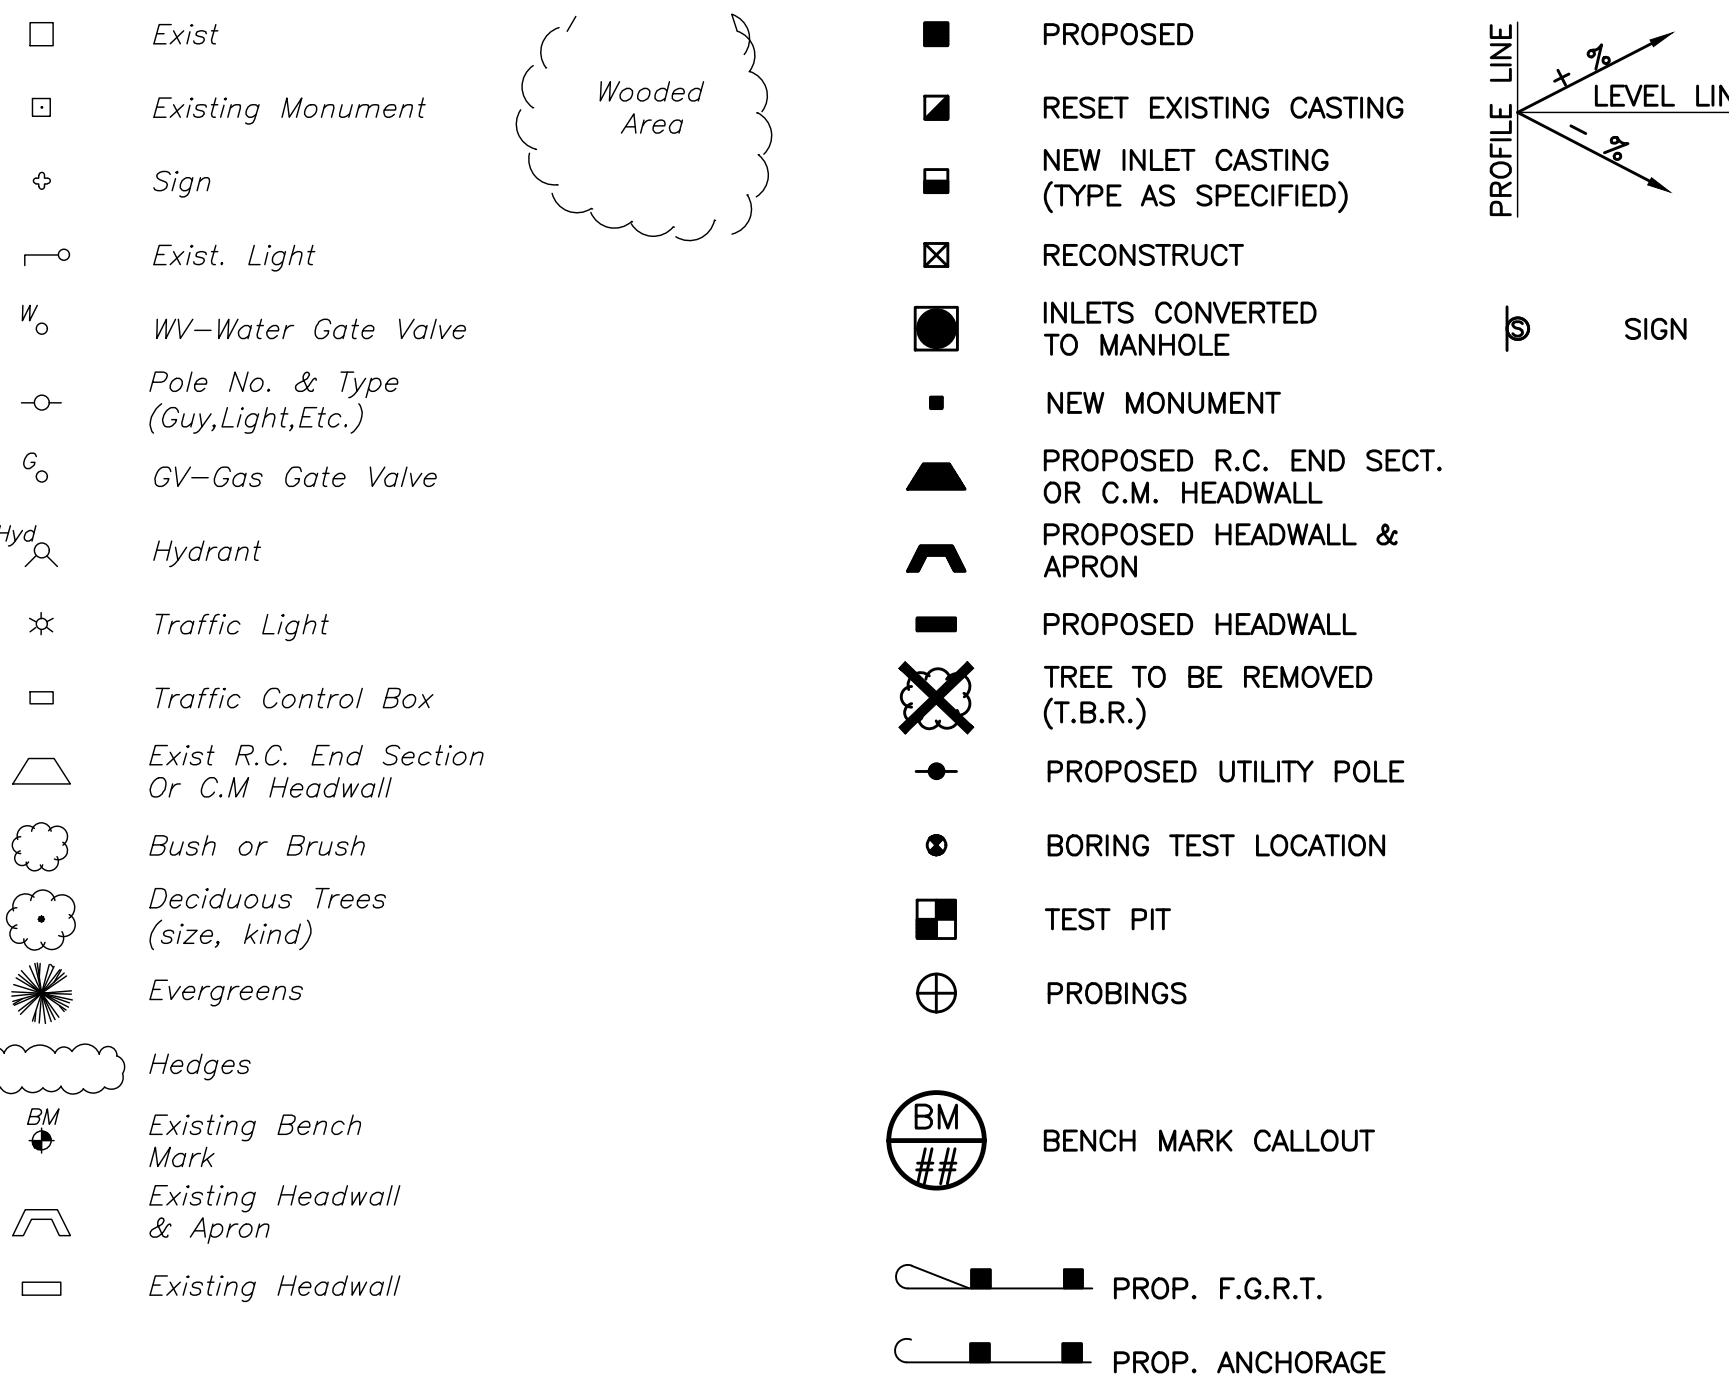 Exist
Existing Monument
Sign
Exist. Light
W
WV-Water Gate Valve
Pole No. & Type
(Guy,Light,Etc.)
G
GV-Gas Gate Valve
Hyd
Hydrant
Traffic Light
Traffic Control Box
Exist R.C. End Section
Or C.M Headwall
Bush or Brush
Deciduous Trees
(size, kind)
Evergreens
Hedges
BM
Existing Bench
Mark
Existing Headwall
& Apron
Existing Headwall
Wooded
Area
PROPOSED
RESET EXISTING CASTING
NEW INLET CASTING
(TYPE AS SPECIFIED)
RECONSTRUCT
INLETS CONVERTED
TO MANHOLE
NEW MONUMENT
PROPOSED R.C. END SECT.
OR C.M. HEADWALL
PROPOSED HEADWALL &
APRON
PROPOSED HEADWALL
TREE TO BE REMOVED
(T.B.R.)
PROPOSED UTILITY POLE
BORING TEST LOCATION
TEST PIT
PROBINGS
BM
##
BENCH MARK CALLOUT
PROP. F.G.R.T.
PROP. ANCHORAGE
PROFILE LINE
+ %
LEVEL LIN
- %
S
SIGN